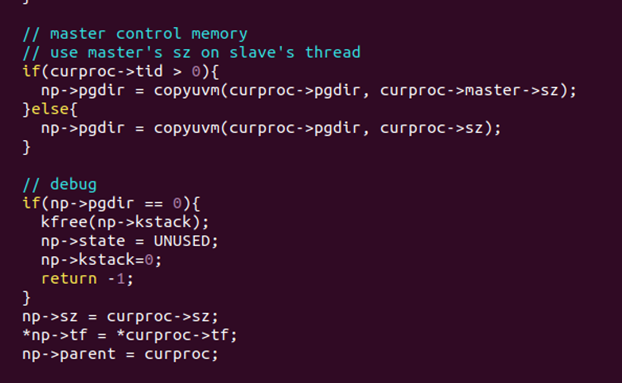 }
// master control memory
// use master's sz on slave's thread
if(curproc->tid > 0){
  np->pgdir = copyuvm(curproc->pgdir, curproc->master->sz);
}else{
  np->pgdir = copyuvm(curproc->pgdir, curproc->sz);
}
// debug
if(np->pgdir == 0){
  kfree(np->kstack);
  np->state = UNUSED;
  np->kstack=0;
  return -1;
}
np->sz = curproc->sz;
*np->tf = *curproc->tf;
np->parent = curproc;